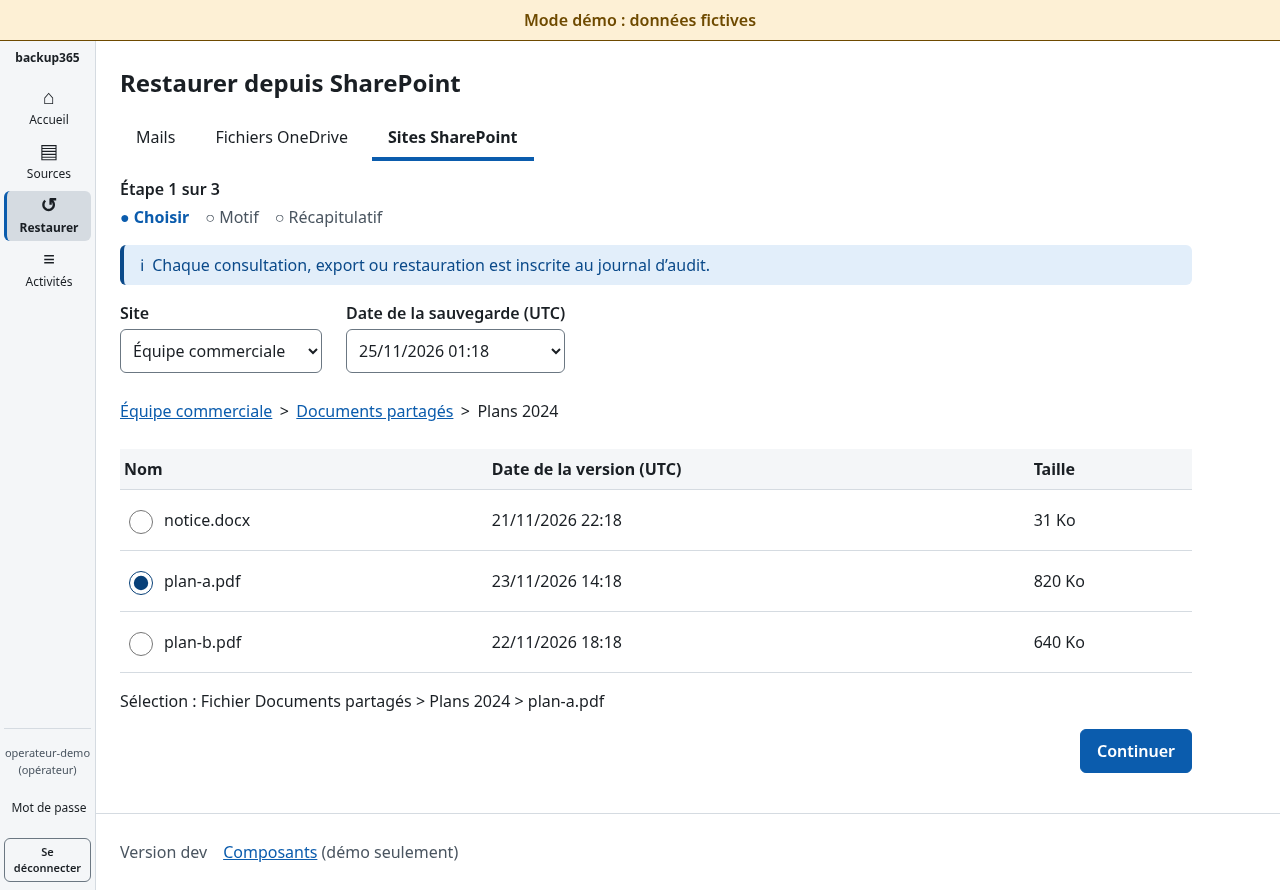 Mode démo : données fictives
backup365
Accueil
Sources
Restaurer
Activités
operateur-demo
(opérateur)
Mot de passe
Se
déconnecter
Restaurer depuis SharePoint
Mails Fichiers OneDrive Sites SharePoint
Étape 1 sur 3
● Choisir ○ Motif ○ Récapitulatif
i Chaque consultation, export ou restauration est inscrite au journal d’audit.
Site Date de la sauvegarde (UTC)
Équipe commerciale 25/11/2026 01:18
Équipe commerciale > Documents partagés > Plans 2024
Nom Date de la version (UTC) Taille
notice.docx 21/11/2026 22:18 31 Ko
plan-a.pdf 23/11/2026 14:18 820 Ko
plan-b.pdf 22/11/2026 18:18 640 Ko
Sélection : Fichier Documents partagés > Plans 2024 > plan-a.pdf
Continuer
Version dev Composants (démo seulement)